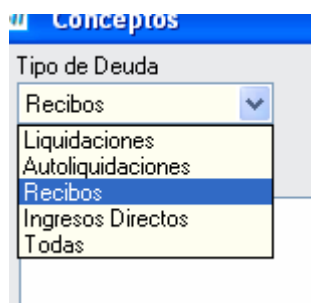 Conceptos
Tipo de Deuda
Recibos
Liquidaciones
Autoliquidaciones
Recibos
Ingresos Directos
Todas